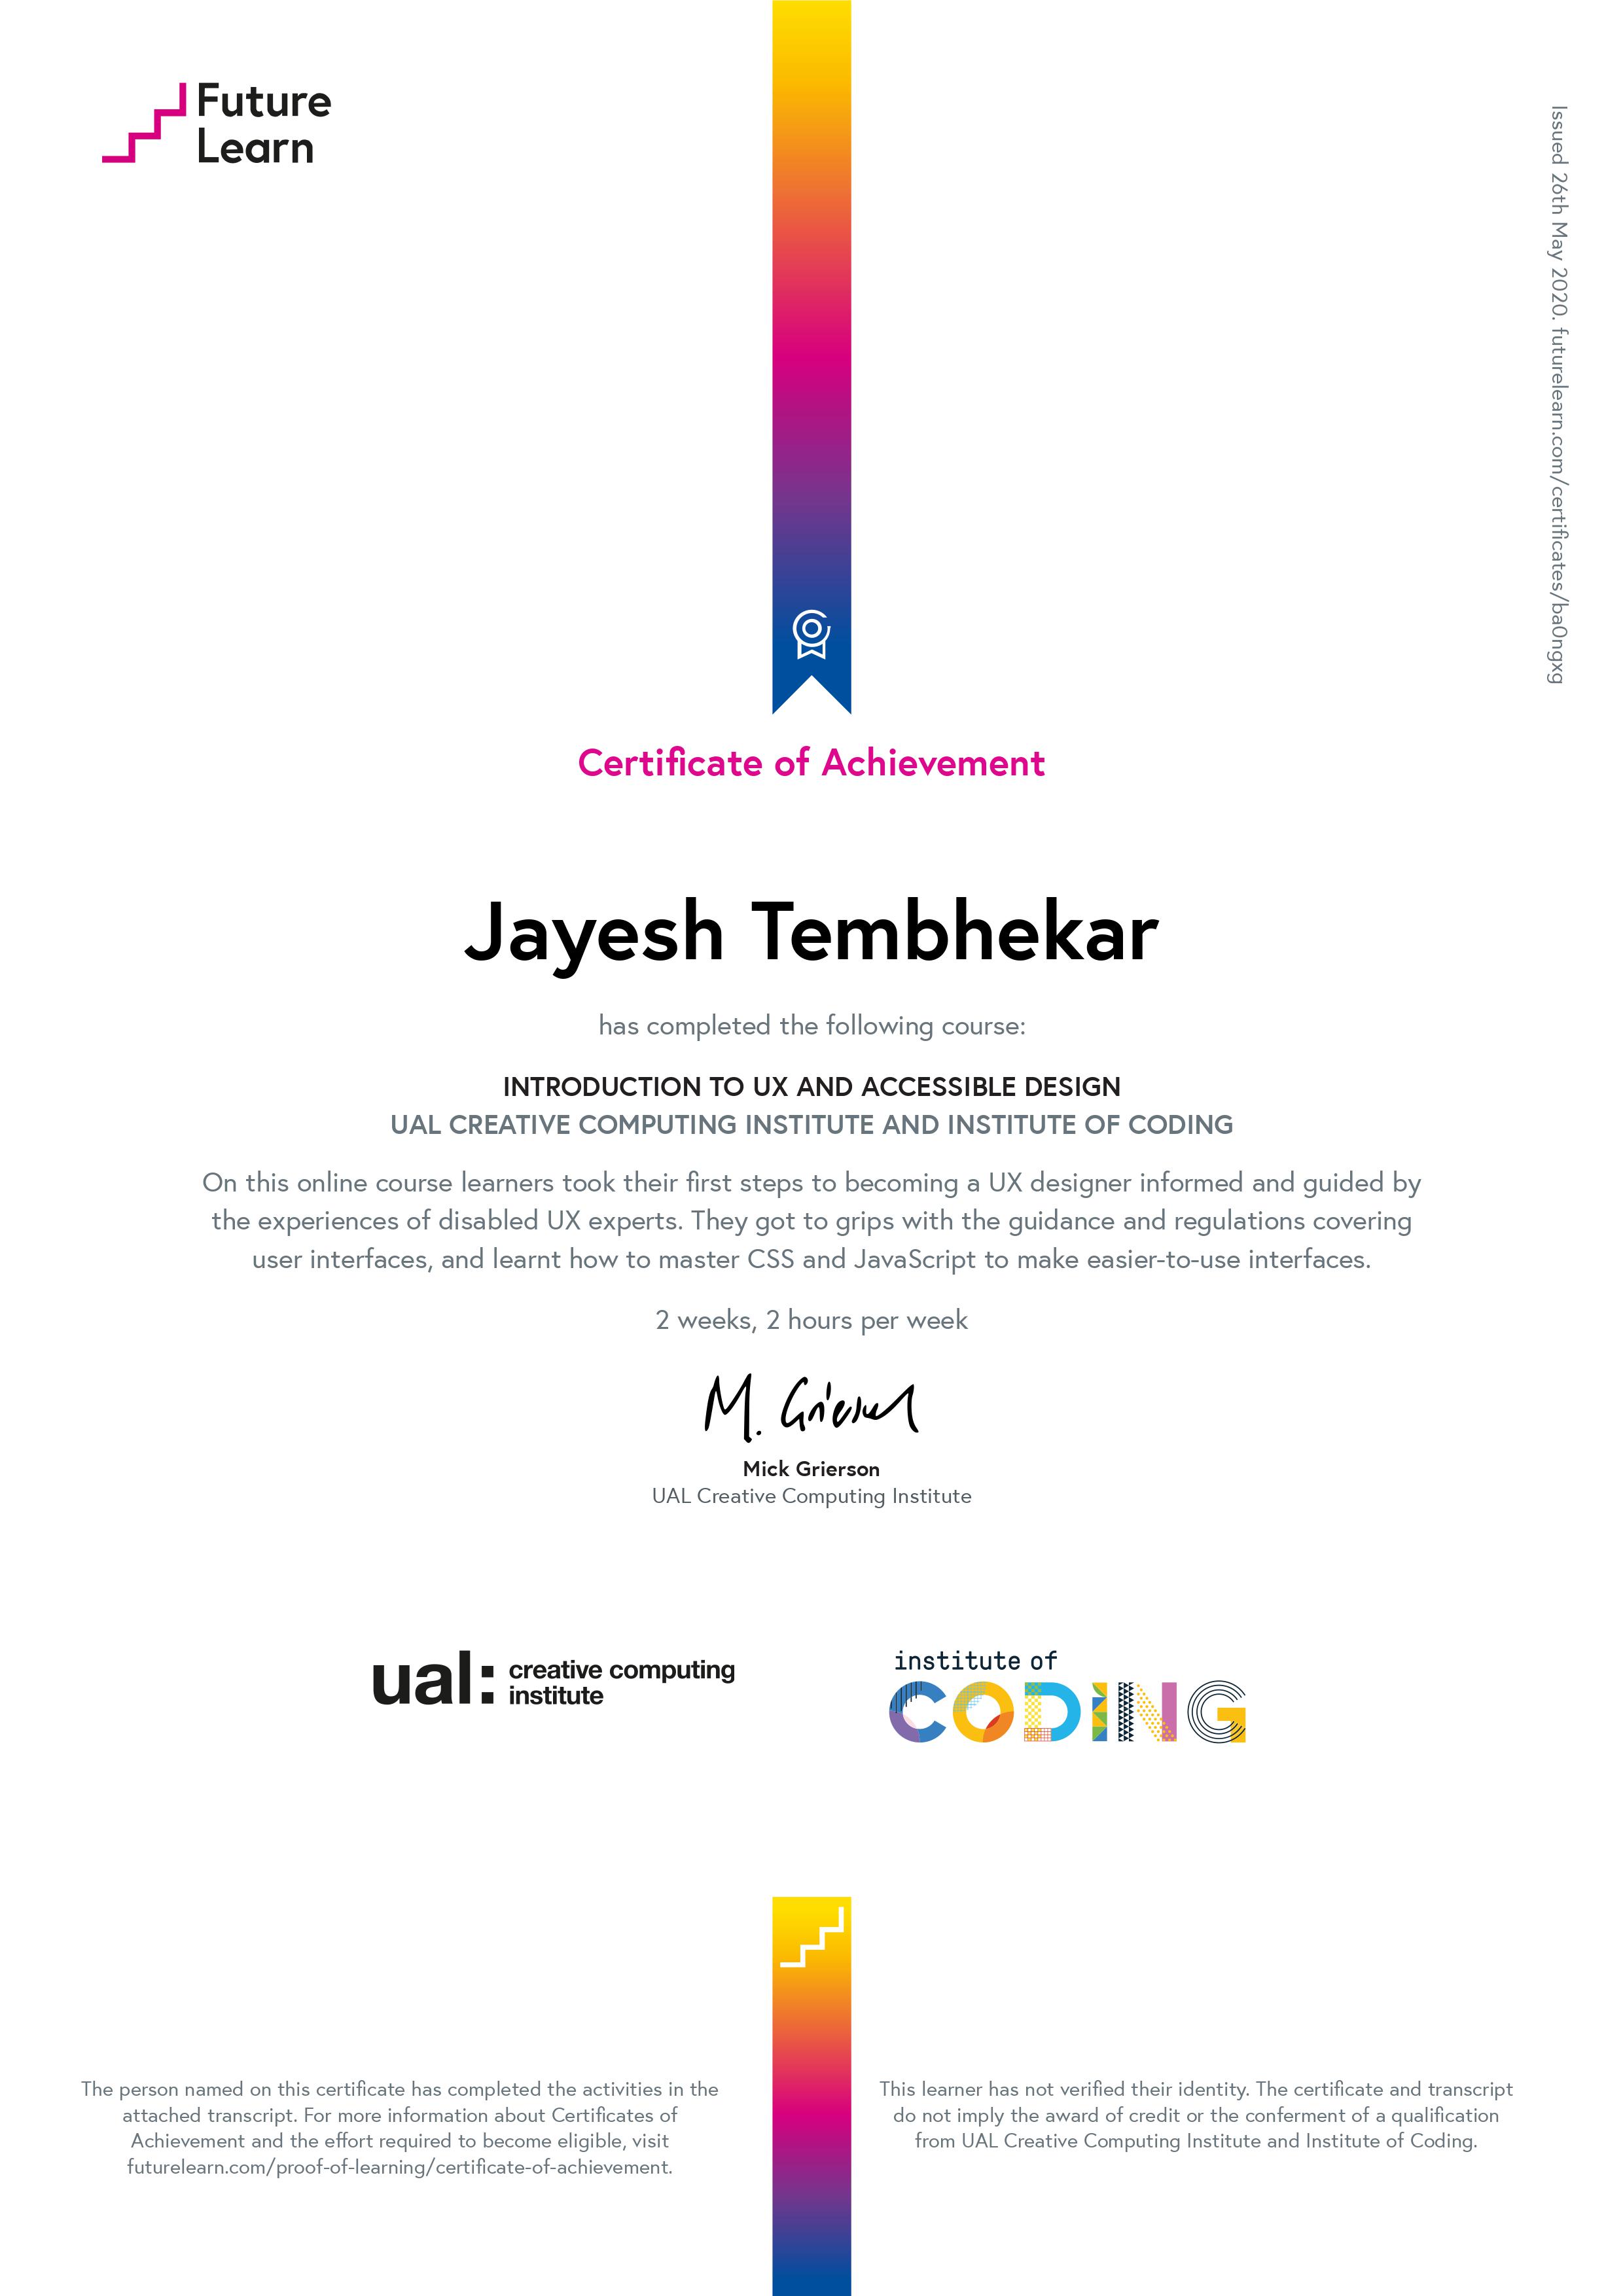 Future
Learn
Issued 26th May 2020. futurelearn.com/certificates/ba0ngxg
Certificate of Achievement
Jayesh Tembhekar
has completed the following course:
INTRODUCTION TO UX AND ACCESSIBLE DESIGN
UAL CREATIVE COMPUTING INSTITUTE AND INSTITUTE OF CODING
On this online course learners took their first steps to becoming a UX designer informed and guided by
the experiences of disabled UX experts. They got to grips with the guidance and regulations covering
user interfaces, and learnt how to master CSS and JavaScript to make easier-to-use interfaces.
2 weeks, 2 hours per week
M. Grierson
Mick Grierson
UAL Creative Computing Institute
ual: creative computing
institute
institute of
CODING
The person named on this certificate has completed the activities in the
attached transcript. For more information about Certificates of
Achievement and the effort required to become eligible, visit
futurelearn.com/proof-of-learning/certificate-of-achievement.
This learner has not verified their identity. The certificate and transcript
do not imply the award of credit or the conferment of a qualification
from UAL Creative Computing Institute and Institute of Coding.